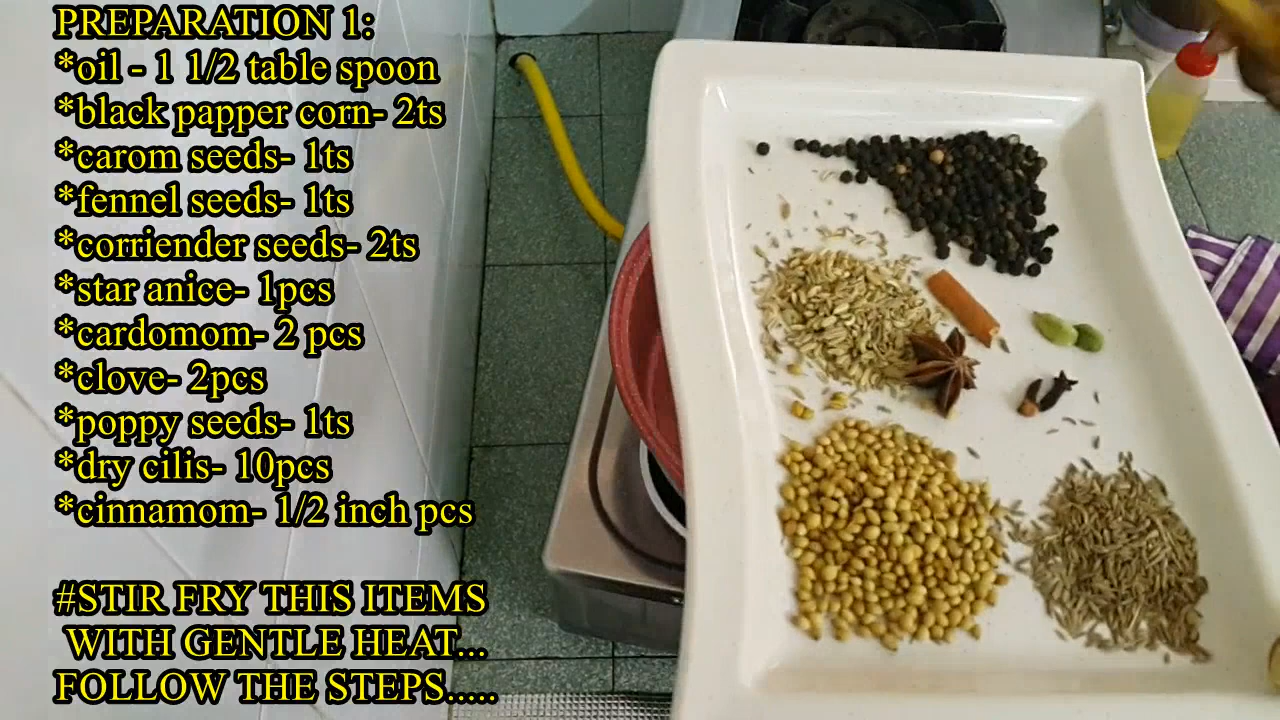 PREPARATION 1:
*oil - 1 1/2 table spoon
*black papper corn- 2ts
*carom seeds- 1ts
*fennel seeds- 1ts
*corriender seeds- 2ts
*star anice- 1pcs
*cardomom- 2 pcs
*clove- 2pcs
*poppy seeds- 1ts
*dry cilis- 10pcs
*cinnamom- 1/2 inch pcs
#STIR FRY THIS ITEMS
WITH GENTLE HEAT...
FOLLOW THE STEPS.....